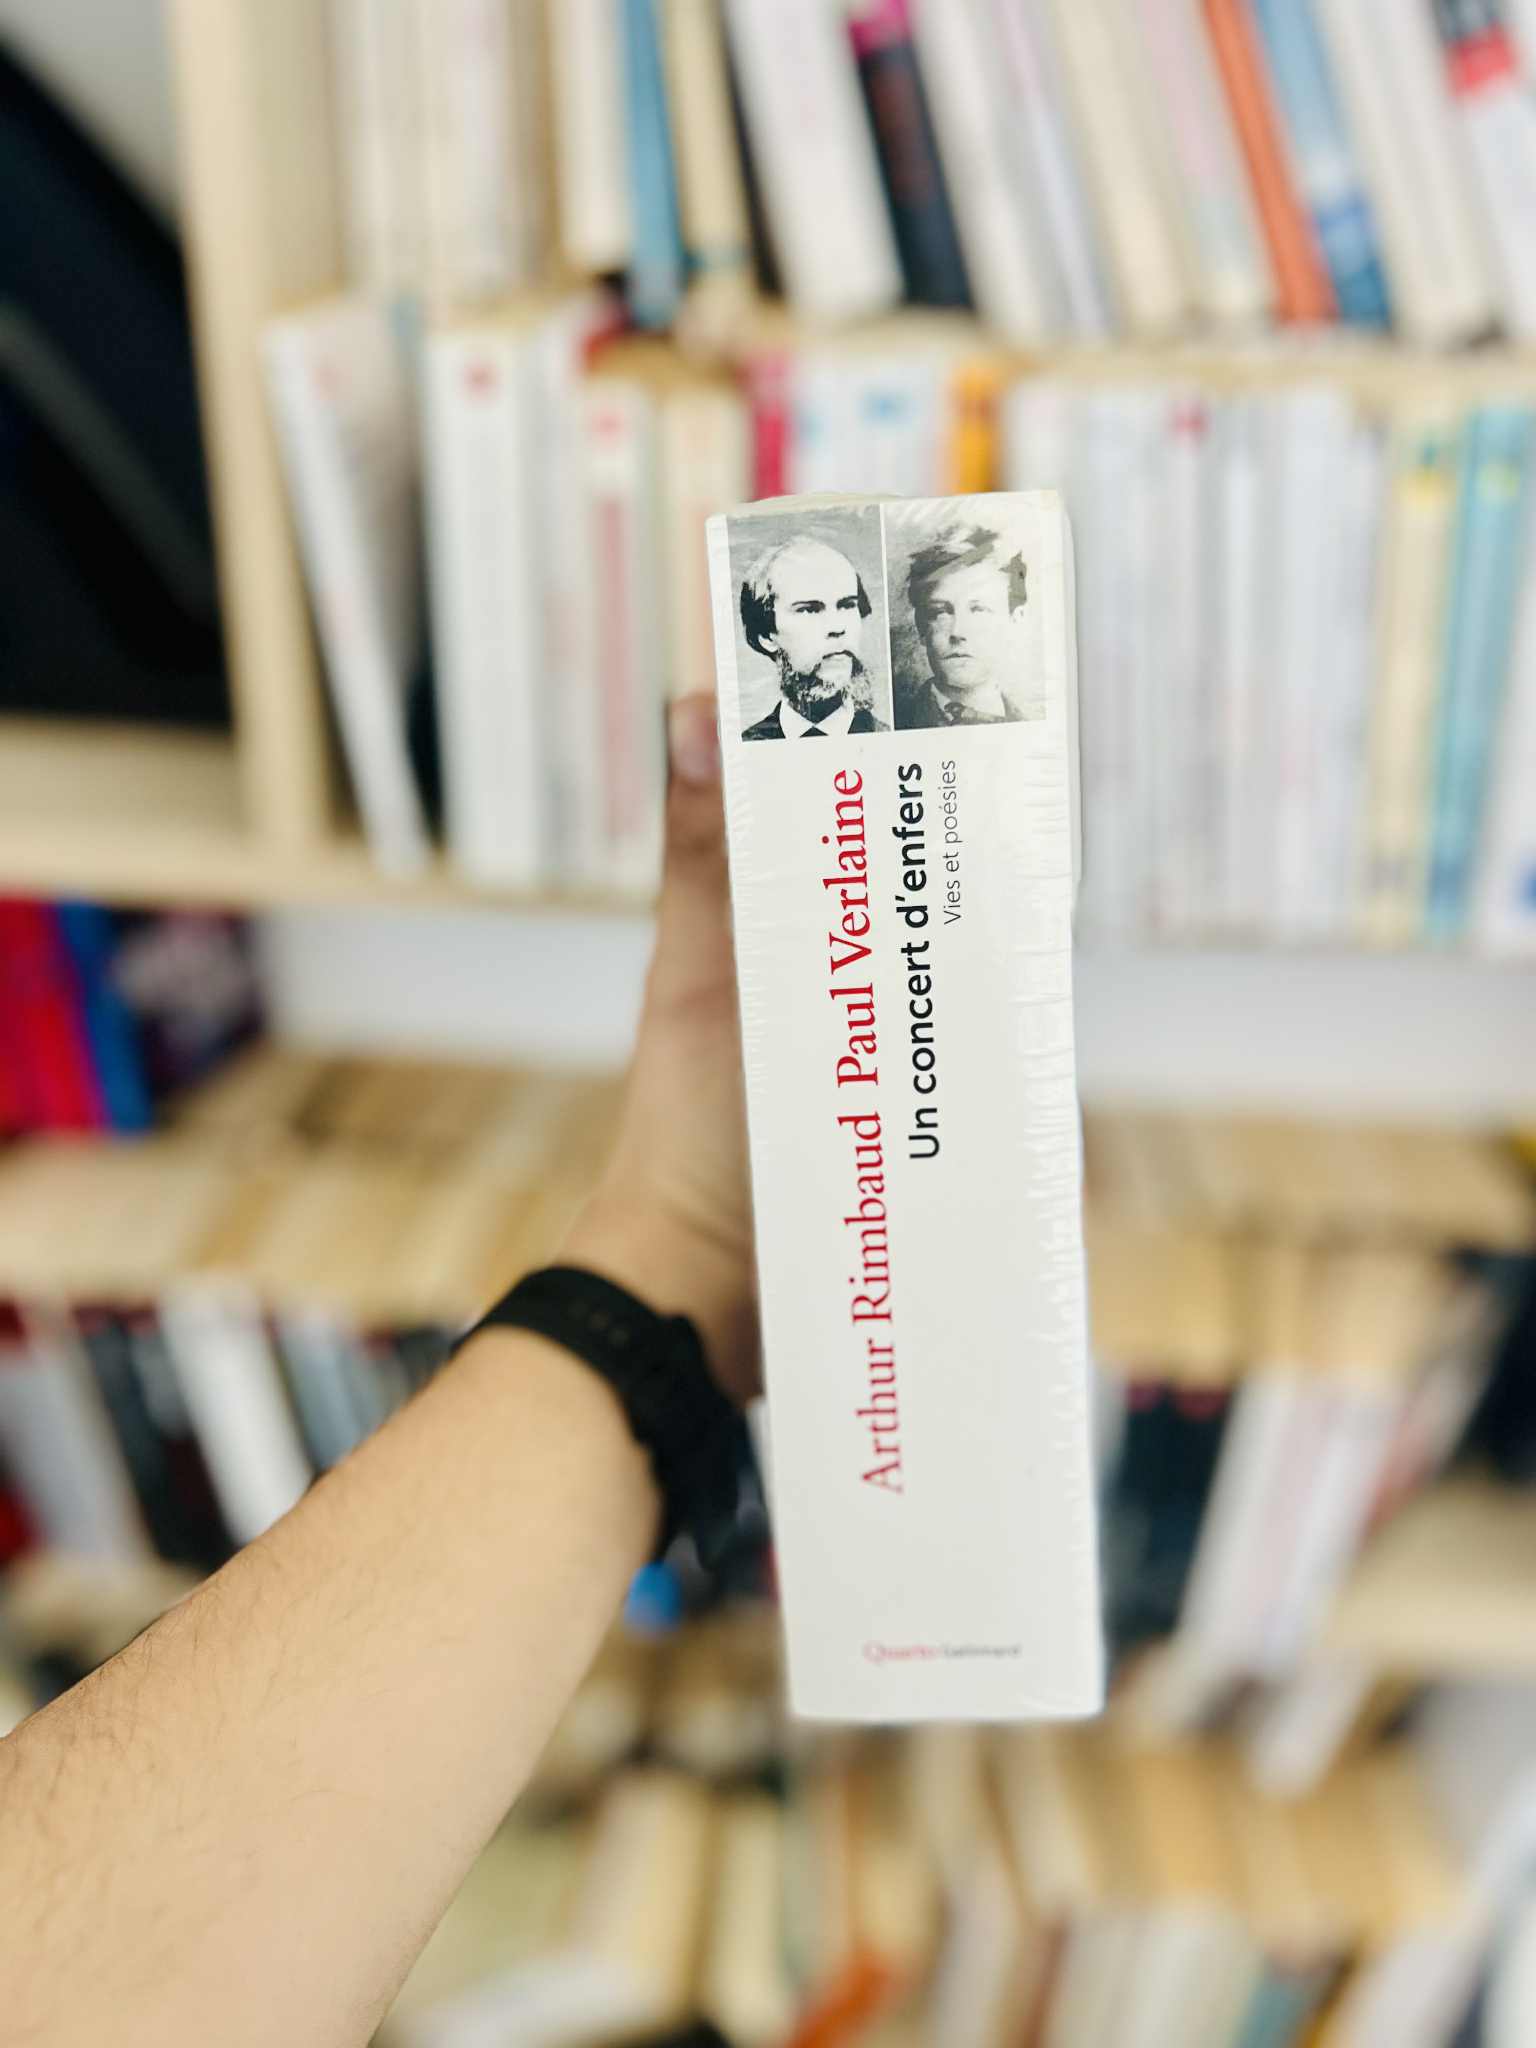 Arthur Rimbaud Paul Verlaine
Un concert d'enfers
Vies et poésies
Quarto Gallimard